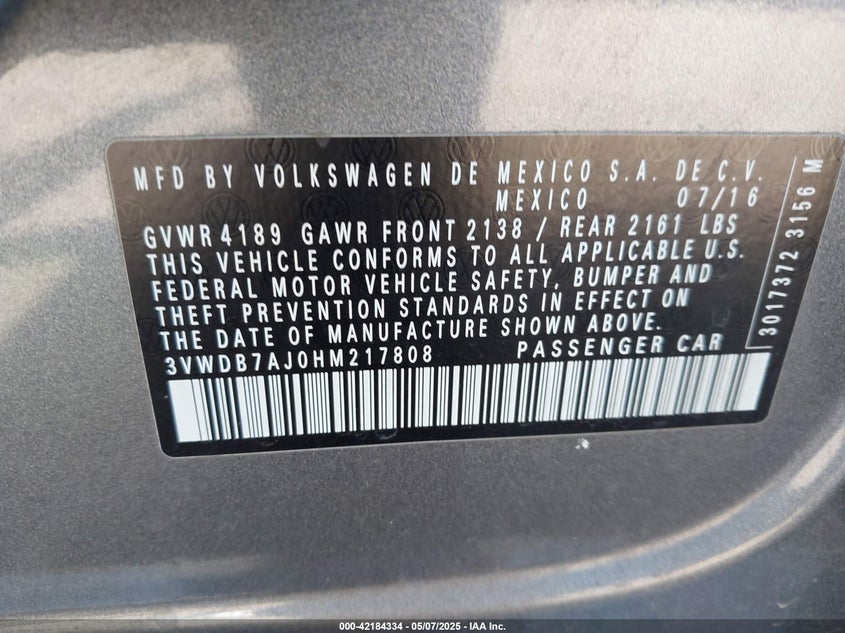 MFD BY VOLKSWAGEN DE MEXICO S.A. DE C.V.
MEXICO 07/16
GVWR 4189 GAWR FRONT 2138 / REAR 2161 LBS
THIS VEHICLE CONFORMS TO ALL APPLICABLE U.S.
FEDERAL MOTOR VEHICLE SAFETY, BUMPER AND
THEFT PREVENTION STANDARDS IN EFFECT ON
THE DATE OF MANUFACTURE SHOWN ABOVE.
3VWDB7AJ0HM217808 PASSENGER CAR
3017372 3156 M
000-42184334 - 05/07/2025 - IAA Inc.